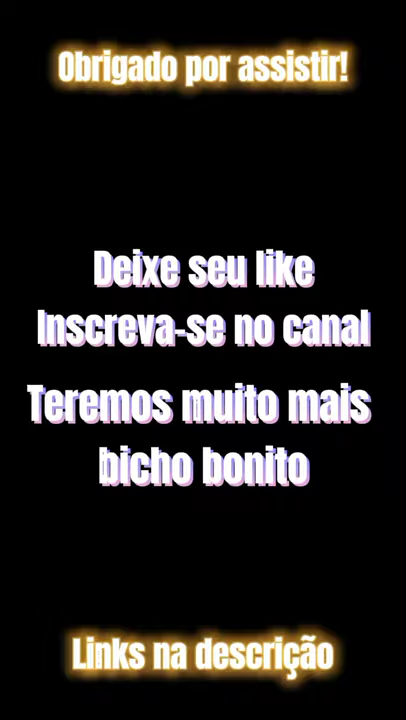 Obrigado por assistir!
Deixe seu like
Inscreva-se no canal
Teremos muito mais
bicho bonito
Links na descrição